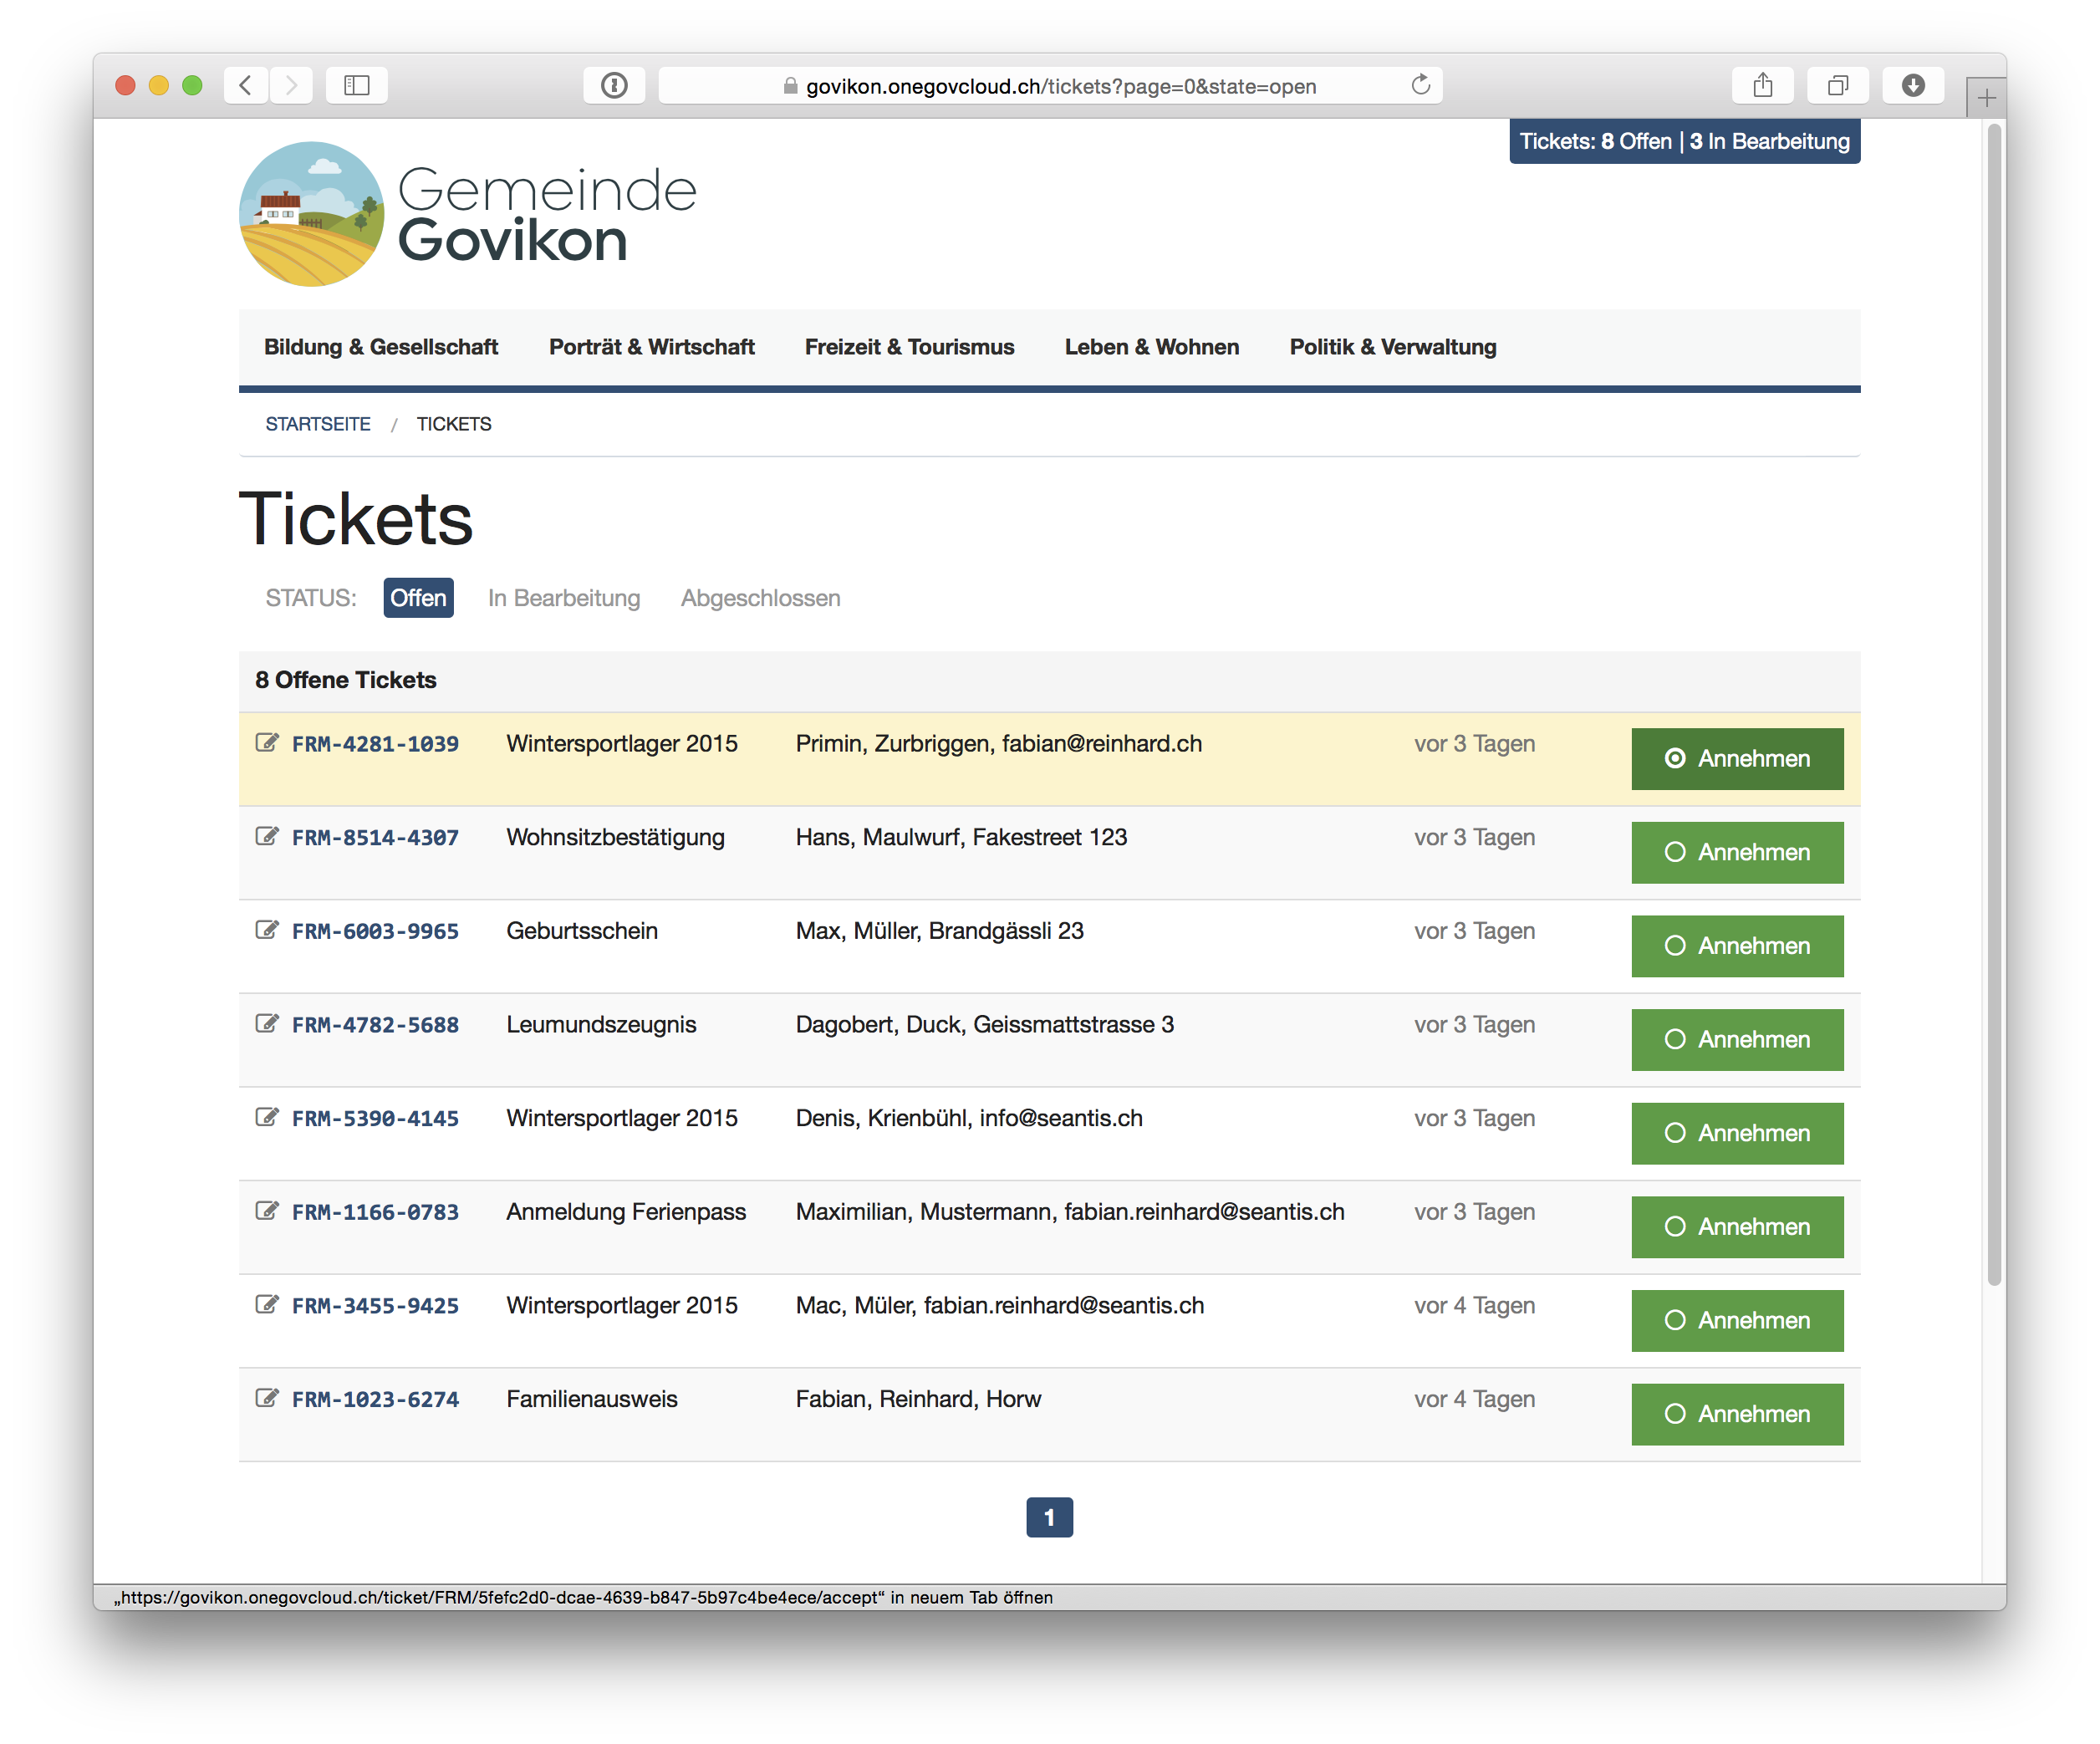 govikon.onegovcloud.ch/tickets?page=0&state=open
Tickets: 8 Offen | 3 In Bearbeitung
Gemeinde
Govikon
Bildung & Gesellschaft Porträt & Wirtschaft Freizeit & Tourismus Leben & Wohnen Politik & Verwaltung
STARTSEITE / TICKETS
Tickets
STATUS: Offen In Bearbeitung Abgeschlossen
8 Offene Tickets
FRM-4281-1039 Wintersportlager 2015 Primin, Zurbriggen, fabian@reinhard.ch vor 3 Tagen Annehmen
FRM-8514-4307 Wohnsitzbestätigung Hans, Maulwurf, Fakestreet 123 vor 3 Tagen Annehmen
FRM-6003-9965 Geburtsschein Max, Müller, Brandgässli 23 vor 3 Tagen Annehmen
FRM-4782-5688 Leumundszeugnis Dagobert, Duck, Geissmattstrasse 3 vor 3 Tagen Annehmen
FRM-5390-4145 Wintersportlager 2015 Denis, Krienbühl, info@seantis.ch vor 3 Tagen Annehmen
FRM-1166-0783 Anmeldung Ferienpass Maximilian, Mustermann, fabian.reinhard@seantis.ch vor 3 Tagen Annehmen
FRM-3455-9425 Wintersportlager 2015 Mac, Müler, fabian.reinhard@seantis.ch vor 4 Tagen Annehmen
FRM-1023-6274 Familienausweis Fabian, Reinhard, Horw vor 4 Tagen Annehmen
1
„https://govikon.onegovcloud.ch/ticket/FRM/5fefc2d0-dcae-4639-b847-5b97c4be4ece/accept“ in neuem Tab öffnen